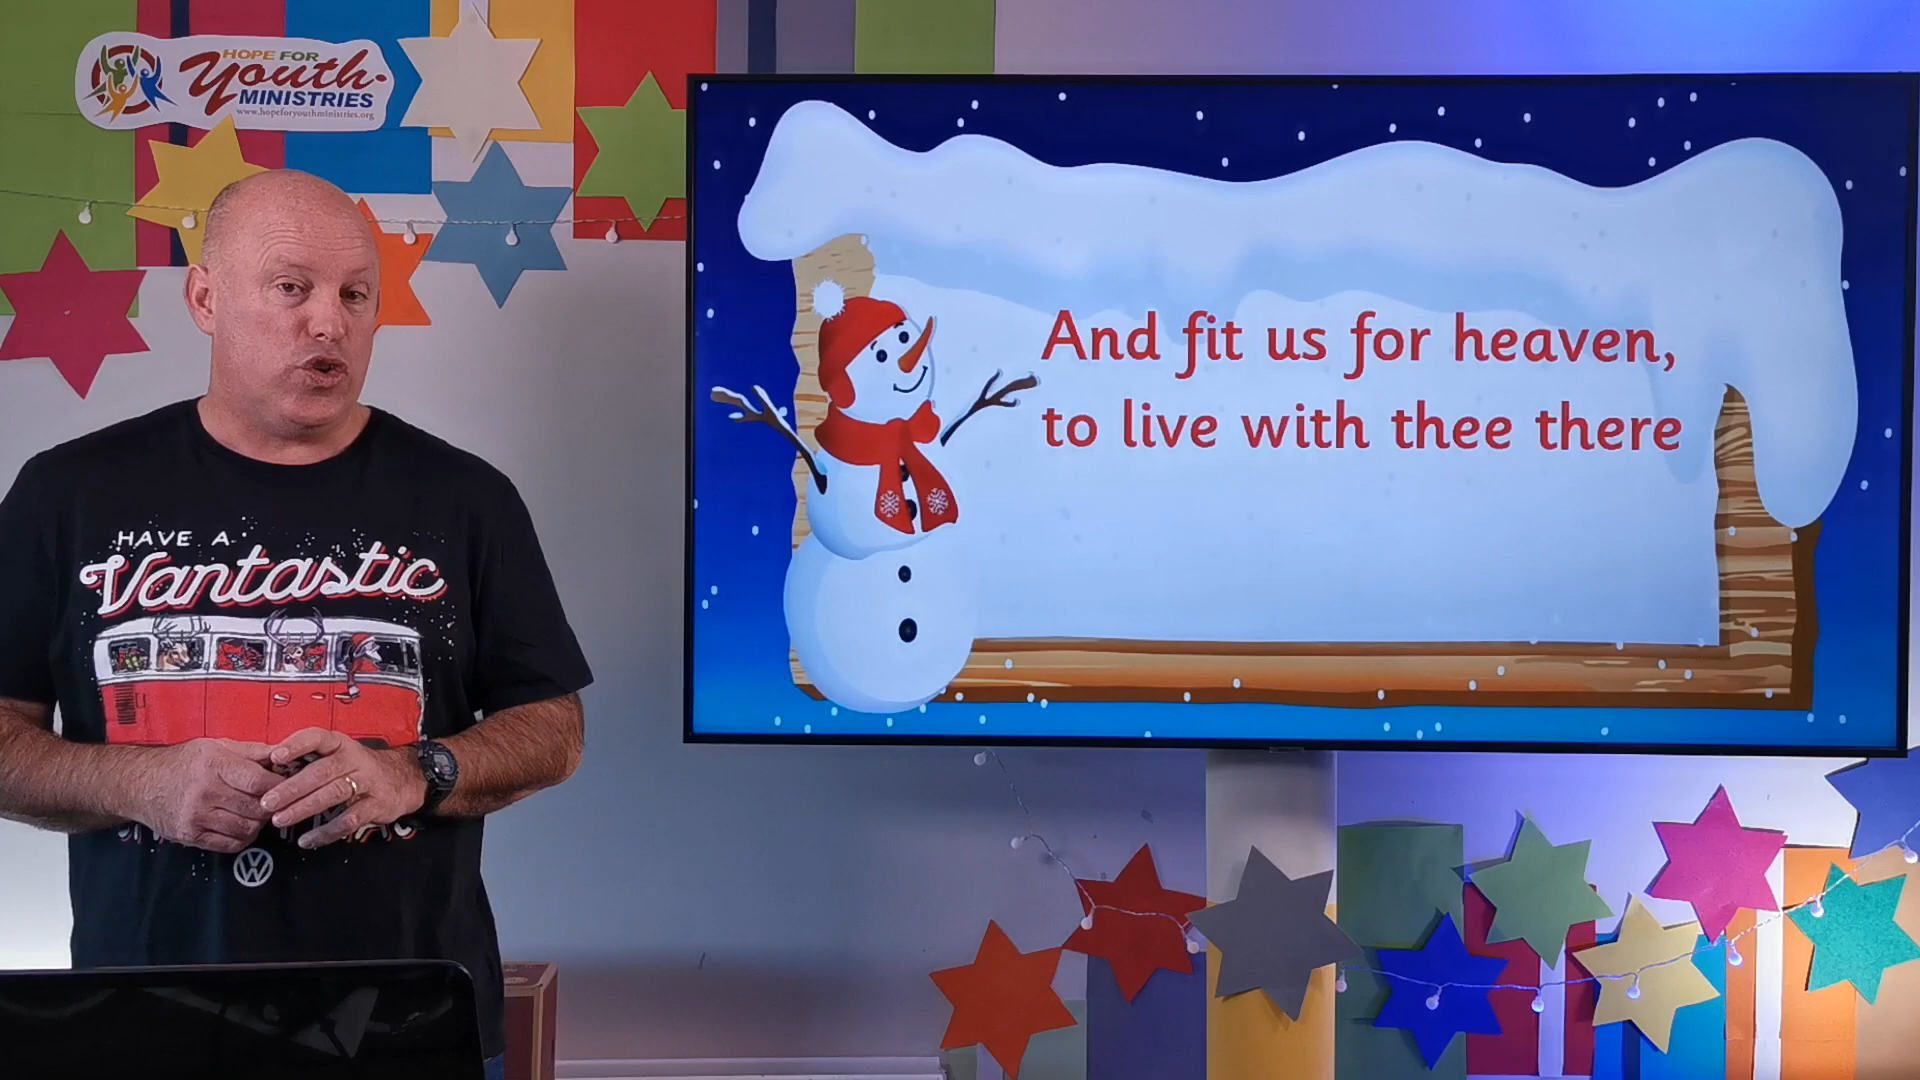 HOPE FOR
Youth
MINISTRIES
www.hopeforyouthministries.org
And fit us for heaven,
to live with thee there
HAVE A
Vantastic
VW